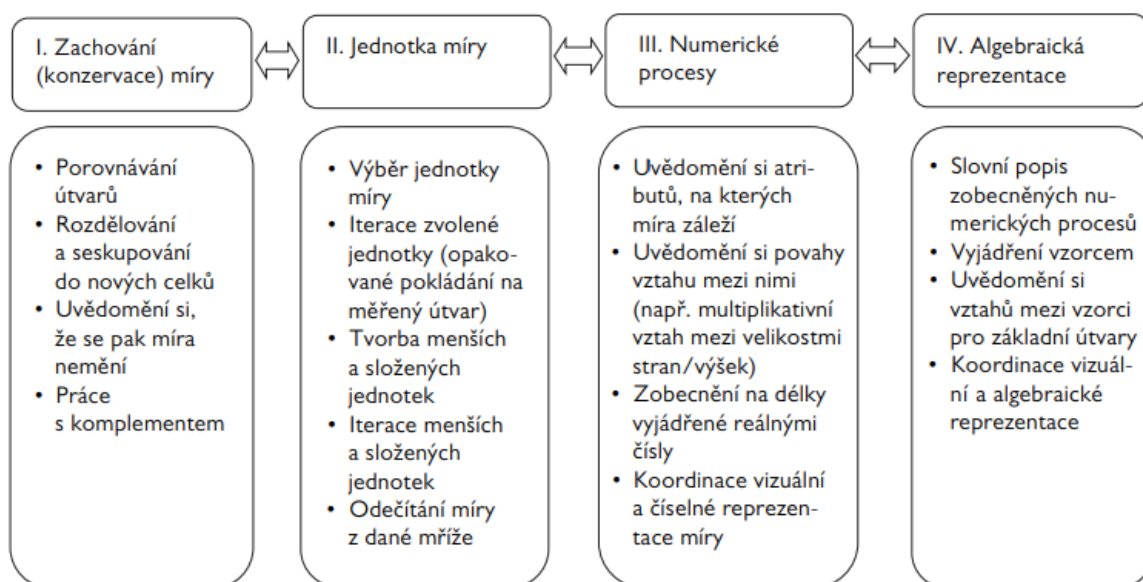 I. Zachování
(konzervace) míry
II. Jednotka míry
III. Numerické
procesy
IV. Algebraická
reprezentace
• Porovnávání
útvarů
• Rozdělování
a seskupování
do nových celků
• Uvědomění si,
že se pak míra
nemění
• Práce
s komplementem
• Výběr jednotky
míry
• Iterace zvolené
jednotky (opako-
vané pokládání na
měřený útvar)
• Tvorba menších
a složených
jednotek
• Iterace menších
a složených
jednotek
• Odečítání míry
z dané mříže
• Uvědomění si atri-
butů, na kterých
míra záleží
• Uvědomění si povahy
vztahu mezi nimi
(např. multiplikativní
vztah mezi velikostmi
stran/výšek)
• Zobecnění na délky
vyjádřené reálnými
čísly
• Koordinace vizuální
a číselné reprezen-
tace míry
• Slovní popis
zobecněných nu-
merických procesů
• Vyjádření vzorcem
• Uvědomění si
vztahů mezi vzorci
pro základní útvary
• Koordinace vizuál-
ní a algebraické
reprezentace